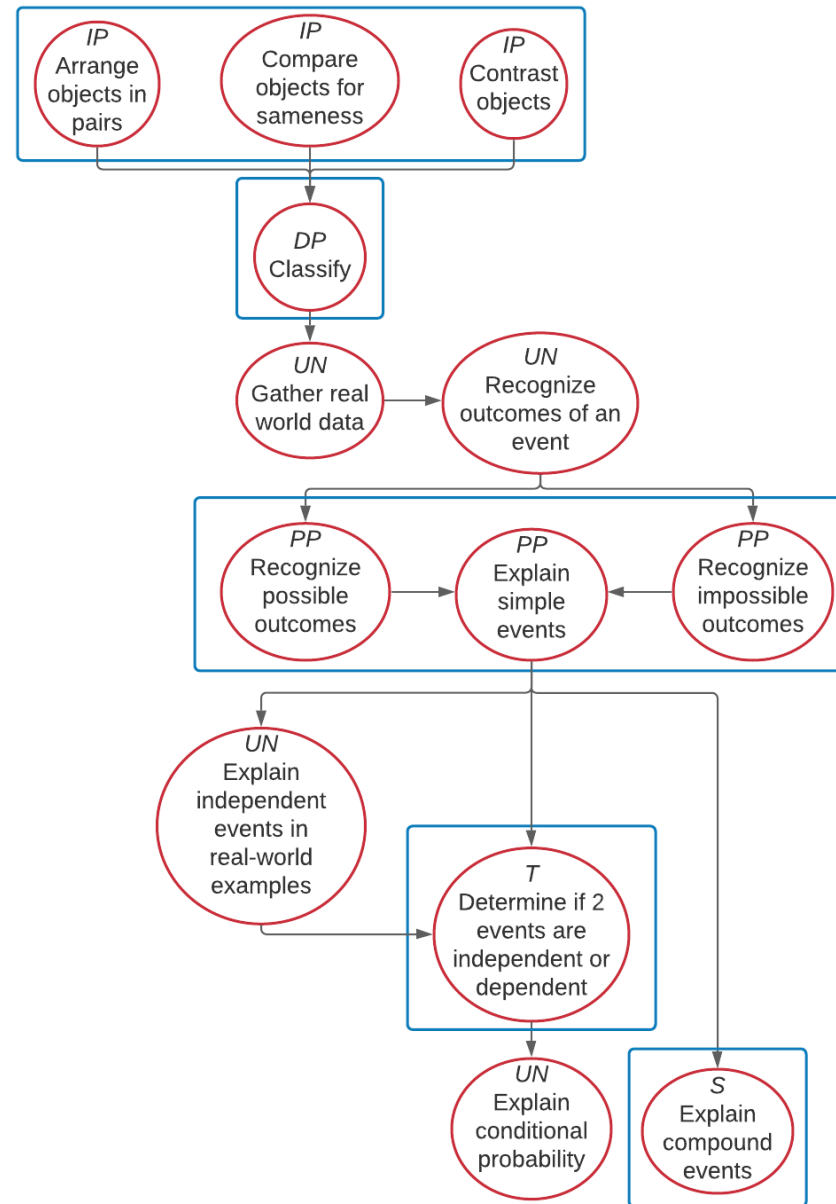 IP
Arrange
objects in
pairs
IP
Compare
objects for
sameness
IP
Contrast
objects
DP
Classify
UN
Gather real
world data
UN
Recognize
outcomes of an
event
PP
Recognize
possible
outcomes
PP
Explain
simple
events
PP
Recognize
impossible
outcomes
UN
Explain
independent
events in
real-world
examples
T
Determine if 2
events are
independent or
dependent
UN
Explain
conditional
probability
S
Explain
compound
events